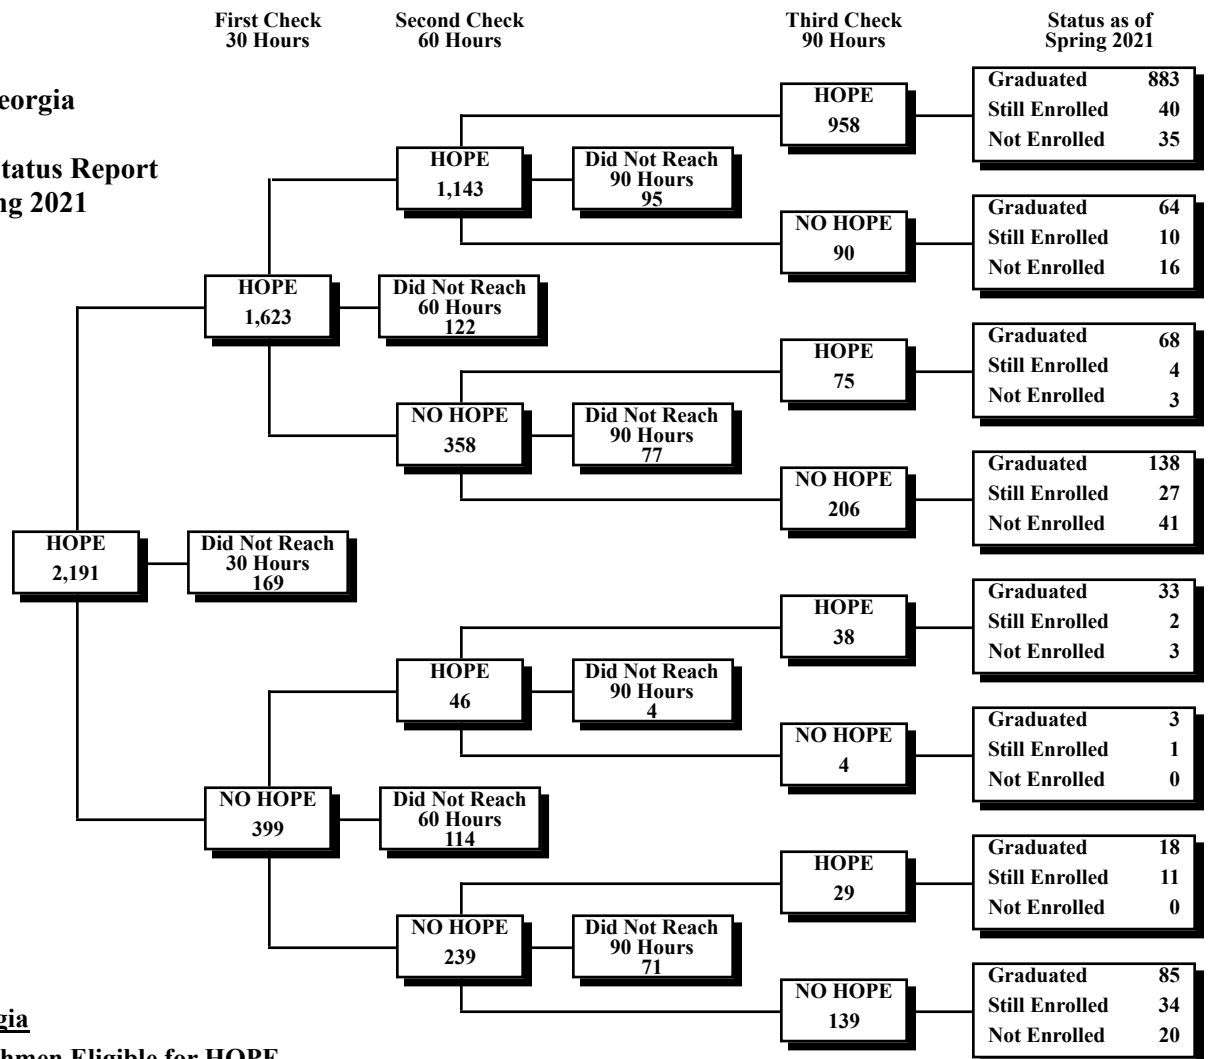 First Check
30 Hours
Second Check
60 Hours
Third Check
90 Hours
Status as of
Spring 2021
HOPE
958
Graduated 883
Still Enrolled 40
Not Enrolled 35
HOPE
1,143
Did Not Reach
90 Hours
95
NO HOPE
90
Graduated 64
Still Enrolled 10
Not Enrolled 16
HOPE
1,623
Did Not Reach
60 Hours
122
HOPE
75
Graduated 68
Still Enrolled 4
Not Enrolled 3
NO HOPE
358
Did Not Reach
90 Hours
77
NO HOPE
206
Graduated 138
Still Enrolled 27
Not Enrolled 41
HOPE
2,191
Did Not Reach
30 Hours
169
HOPE
38
Graduated 33
Still Enrolled 2
Not Enrolled 3
HOPE
46
Did Not Reach
90 Hours
4
NO HOPE
4
Graduated 3
Still Enrolled 1
Not Enrolled 0
NO HOPE
399
Did Not Reach
60 Hours
114
HOPE
29
Graduated 18
Still Enrolled 11
Not Enrolled 0
NO HOPE
239
Did Not Reach
90 Hours
71
NO HOPE
139
Graduated 85
Still Enrolled 34
Not Enrolled 20
eorgia
tatus Report
ng 2021
gia
hmen Eligible for HOPE